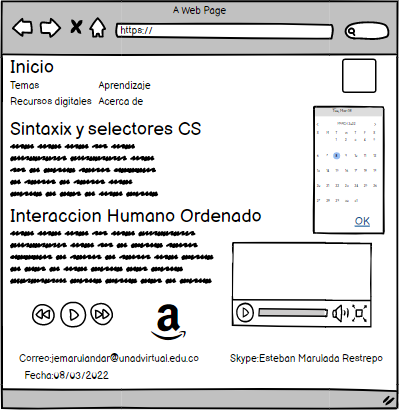 A Web Page
https://
Inicio
Temas Aprendizaje
Recursos digitales Acerca de
Sintaxix y selectores CS
OK
Interaccion Humano Ordenado
a
Correo:jemarulandar@unadvirtual.edu.co Skype:Esteban Marulada Restrepo
Fecha:08/03/2022